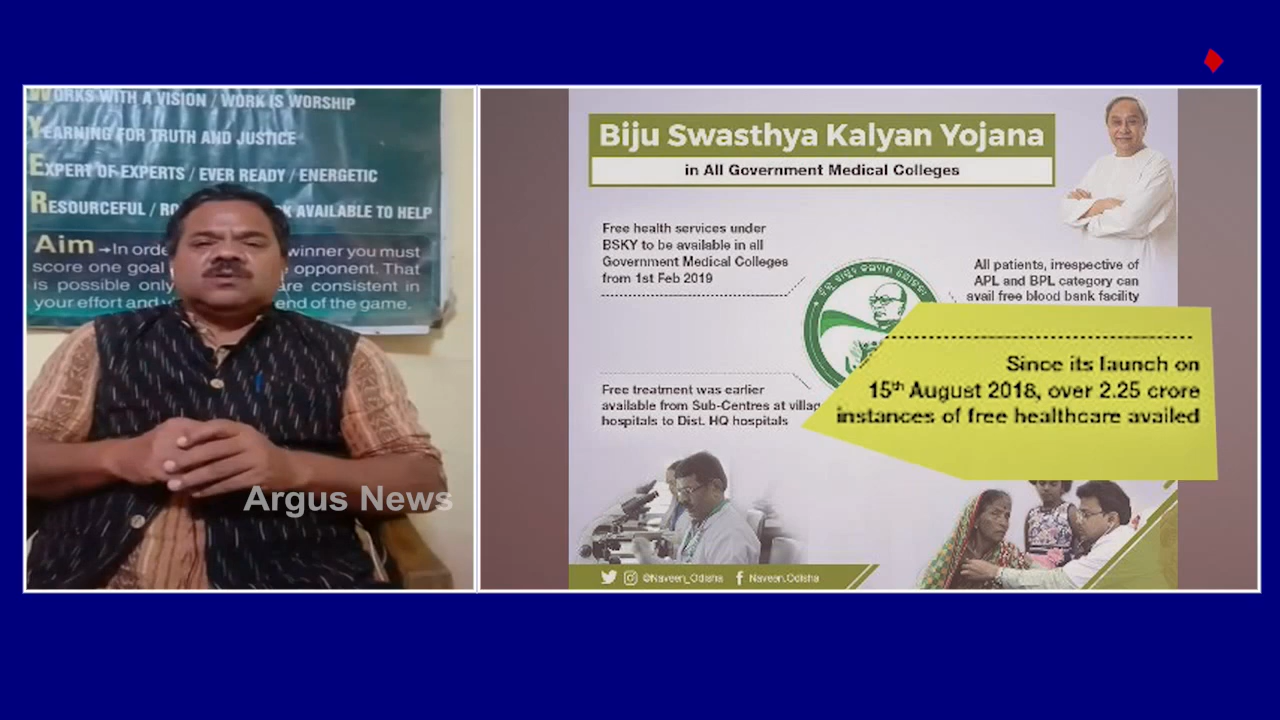 WORKS WITH A VISION / WORK IS WORSHIP
YEARNING FOR TRUTH AND JUSTICE
EXPERT OF EXPERTS / EVER READY / ENERGETIC
RESOURCEFUL / AVAILABLE TO HELP
Aim →In winner you must
score one goal opponent. That
is possible only are consistent in
your effort and end of the game.
Argus News
Biju Swasthya Kalyan Yojana
in All Government Medical Colleges
Free health services under
BSKY to be available in all
Government Medical Colleges
from 1st Feb 2019
All patients, irrespective of
APL and BPL category can
avail free blood bank facility
Since its launch on
15th August 2018, over 2.25 crore
instances of free healthcare availed
Free treatment was earlier
available from Sub-Centres at
hospitals to Dist. HQ hospitals
@Naveen_Odisha
Naveen.Odisha